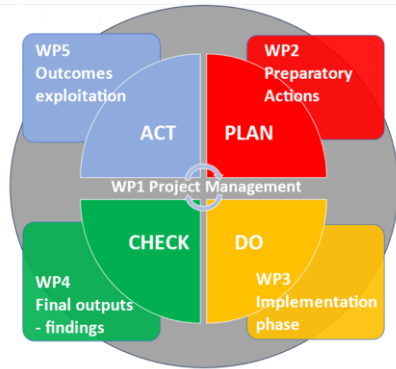 WP5
Outcomes
exploitation
WP2
Preparatory
Actions
ACT
PLAN
WP1 Project Management
CHECK
DO
WP4
Final outputs
- findings
WP3
Implementation
phase